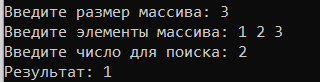 Введите размер массива: 3
Введите элементы массива: 1 2 3
Введите число для поиска: 2
Результат: 1